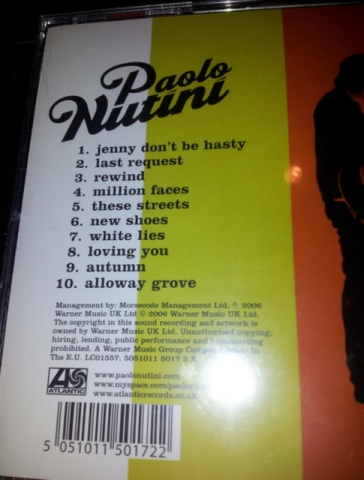 Paolo
Nutini
1. jenny don't be hasty
2. last request
3. rewind
4. million faces
5. these streets
6. new shoes
7. white lies
8. loving you
9. autumn
10. alloway grove
Management by: Morsecode Management Ltd. ℗ 2006
Warner Music UK Ltd © 2006 Warner Music UK Ltd.
The copyright in this sound recording and artwork is
owned by Warner Music UK Ltd. Unauthorised copying,
hiring, lending, public performance and broadcasting
prohibited. A Warner Music Group Company. Made In
The E.U. LC01557. 5051011 5017 2
www.paolonutini.com
www.myspace.com/
ATLANTIC
www.atlanticrecords.co.uk
5 051011 501722